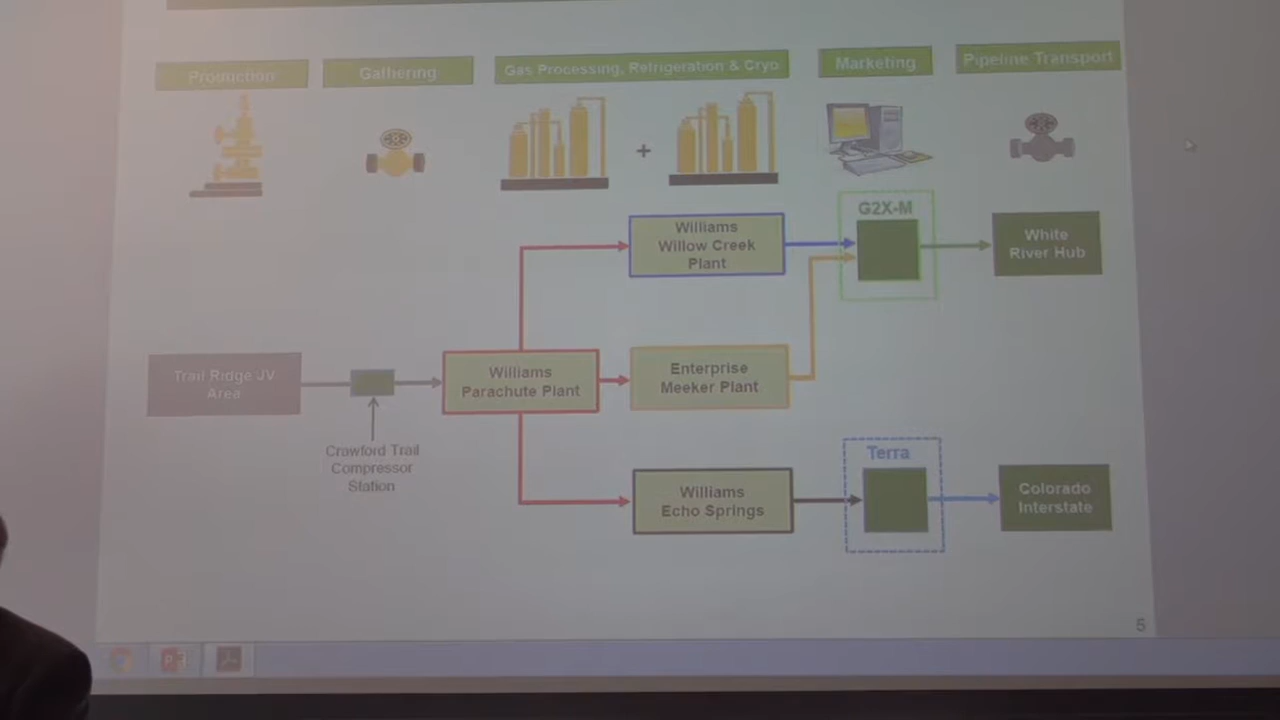 Production
Gathering
Gas Processing, Refrigeration & Cryo
Marketing
Pipeline Transport
G2X-M
Williams
Willow Creek
Plant
White
River Hub
Trail Ridge JV
Area
Williams
Parachute Plant
Enterprise
Meeker Plant
Crawford Trail
Compressor
Station
Terra
Williams
Echo Springs
Colorado
Interstate
5